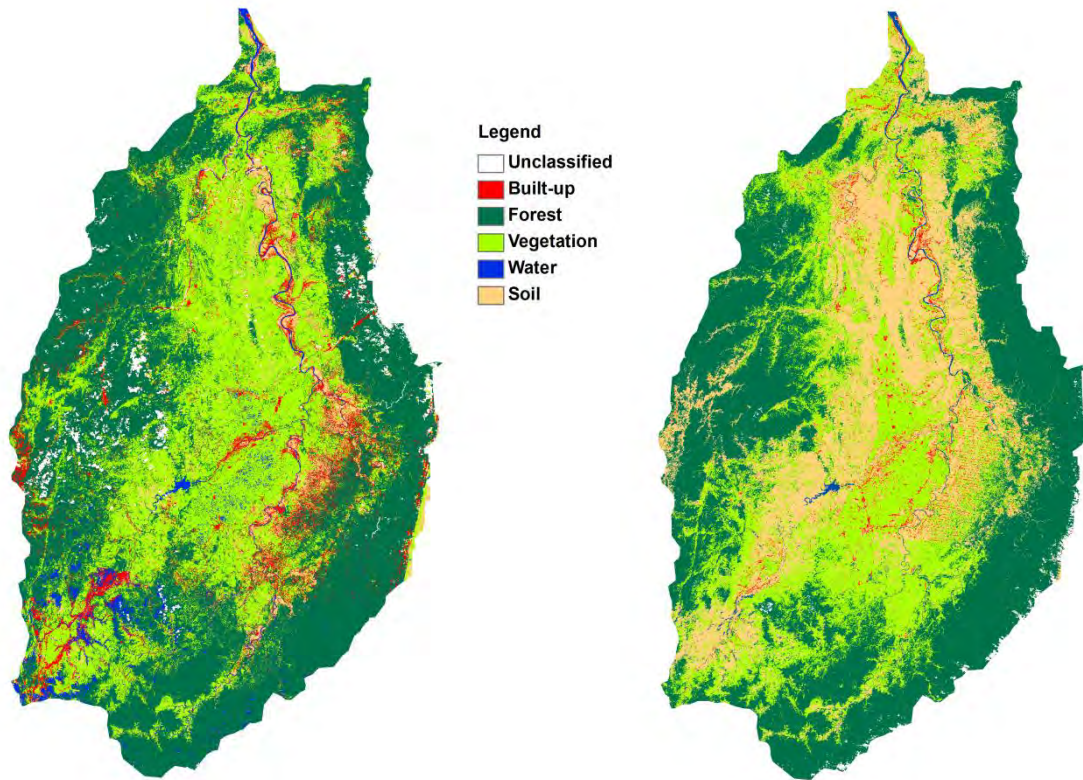 Legend
Unclassified
Built-up
Forest
Vegetation
Water
Soil